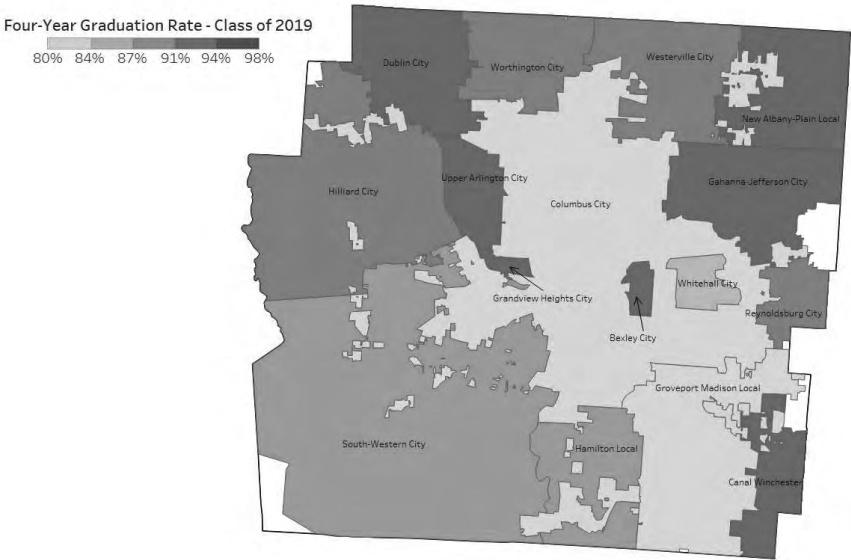 Four-Year Graduation Rate - Class of 2019
80% 84% 87% 91% 94% 98%
Dublin City
Worthington City
Westerville City
New Albany-Plain Local
Upper Arlington City
Gahanna-Jefferson City
Hilliard City
Columbus City
Whitehall City
Grandview Heights City
Reynoldsburg City
Bexley City
Groveport Madison Local
South-Western City
Hamilton Local
Canal Winchester